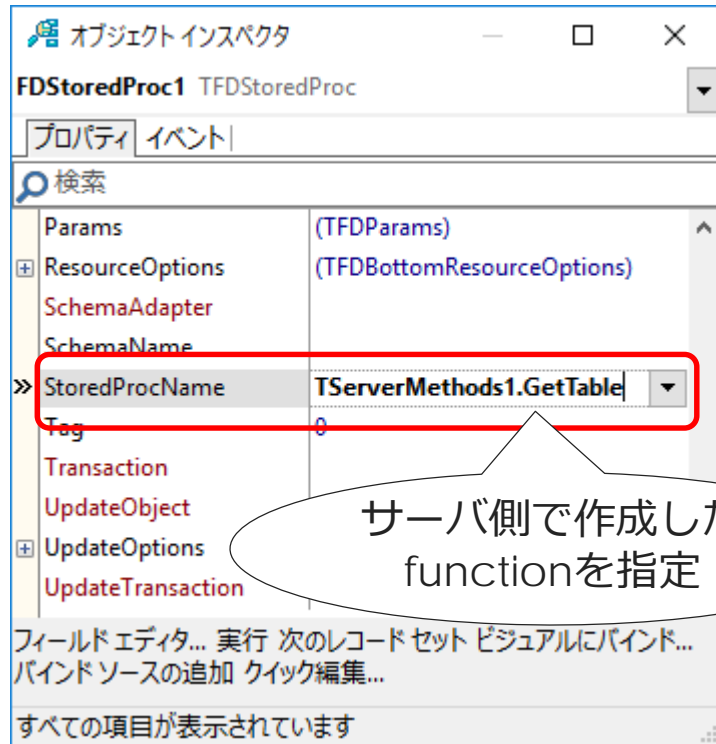 オブジェクト インスペクタ
FDStoredProc1 TFDStoredProc
プロパティ イベント
検索
Params (TFDParams)
ResourceOptions (TFDBottomResourceOptions)
SchemaAdapter
SchemaName
StoredProcName TServerMethods1.GetTable
Tag 0
Transaction
UpdateObject
UpdateOptions
UpdateTransaction
サーバ側で作成した
functionを指定
フィールド エディタ... 実行 次のレコード セット ビジュアルにバインド...
バインド ソースの追加 クイック編集...
すべての項目が表示されています